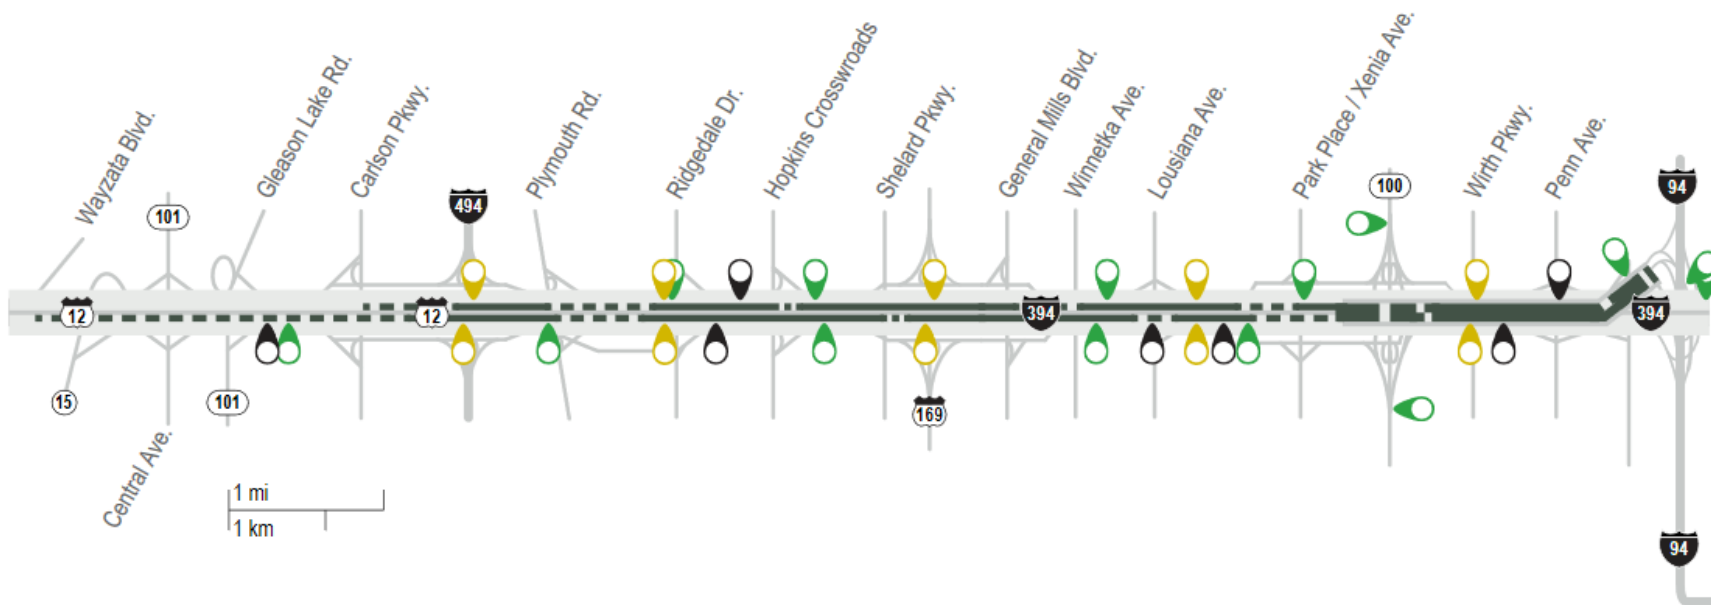 Wayzata Blvd.
Gleason Lake Rd.
Carlson Pkwy.
Plymouth Rd.
Ridgedale Dr.
Hopkins Crosswroads
Shelard Pkwy.
General Mills Blvd.
Winnetka Ave.
Lousiana Ave.
Park Place / Xenia Ave.
Wirth Pkwy.
Penn Ave.
101
494
100
94
12
12
394
394
15
101
169
Central Ave.
1 mi
1 km
94